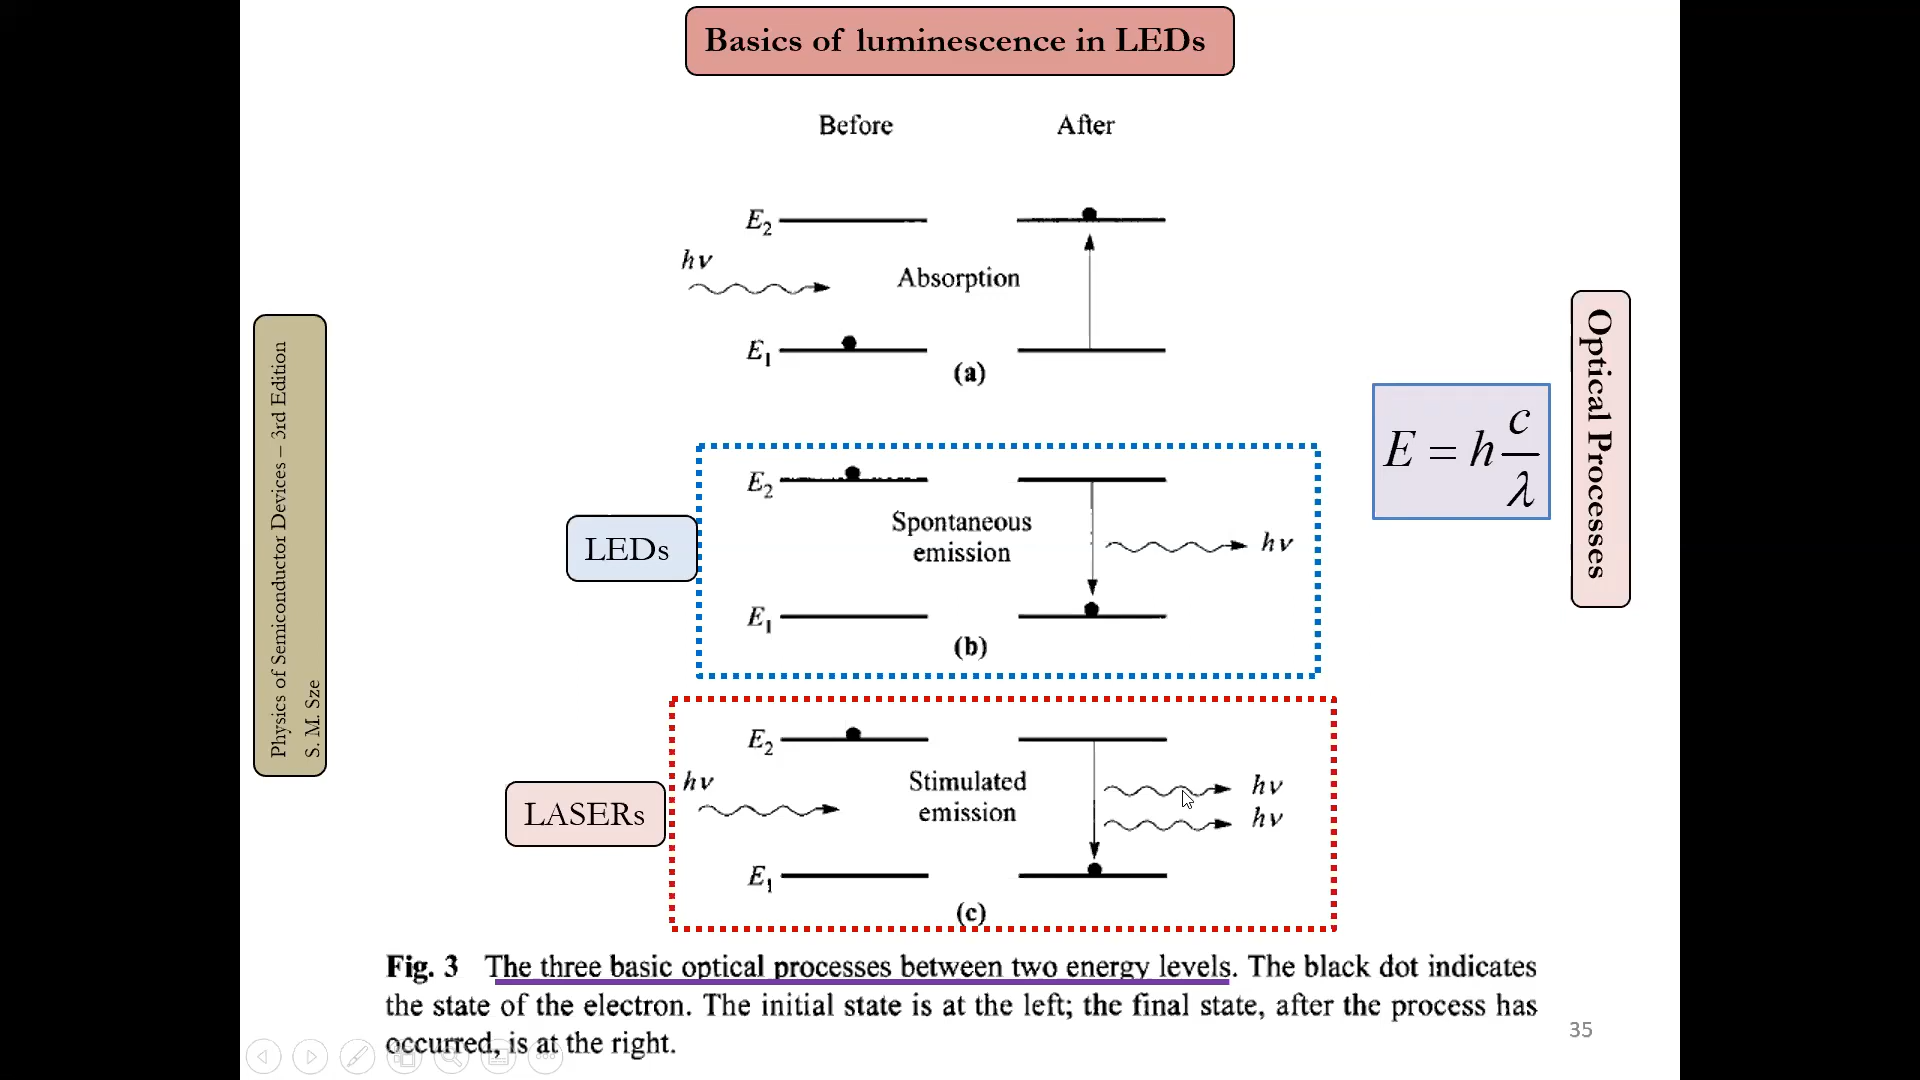 Basics of luminescence in LEDs
Before After
E2
hν
Absorption
E1
(a)
E2
Spontaneous
emission
hν
LEDs
E1
(b)
E2
hν
Stimulated
emission
hν
hν
LASERs
E1
(c)
E = h c/λ
Optical Processes
Physics of Semiconductor Devices – 3rd Edition
S. M. Sze
Fig. 3 The three basic optical processes between two energy levels. The black dot indicates
the state of the electron. The initial state is at the left; the final state, after the process has
occurred, is at the right.
35